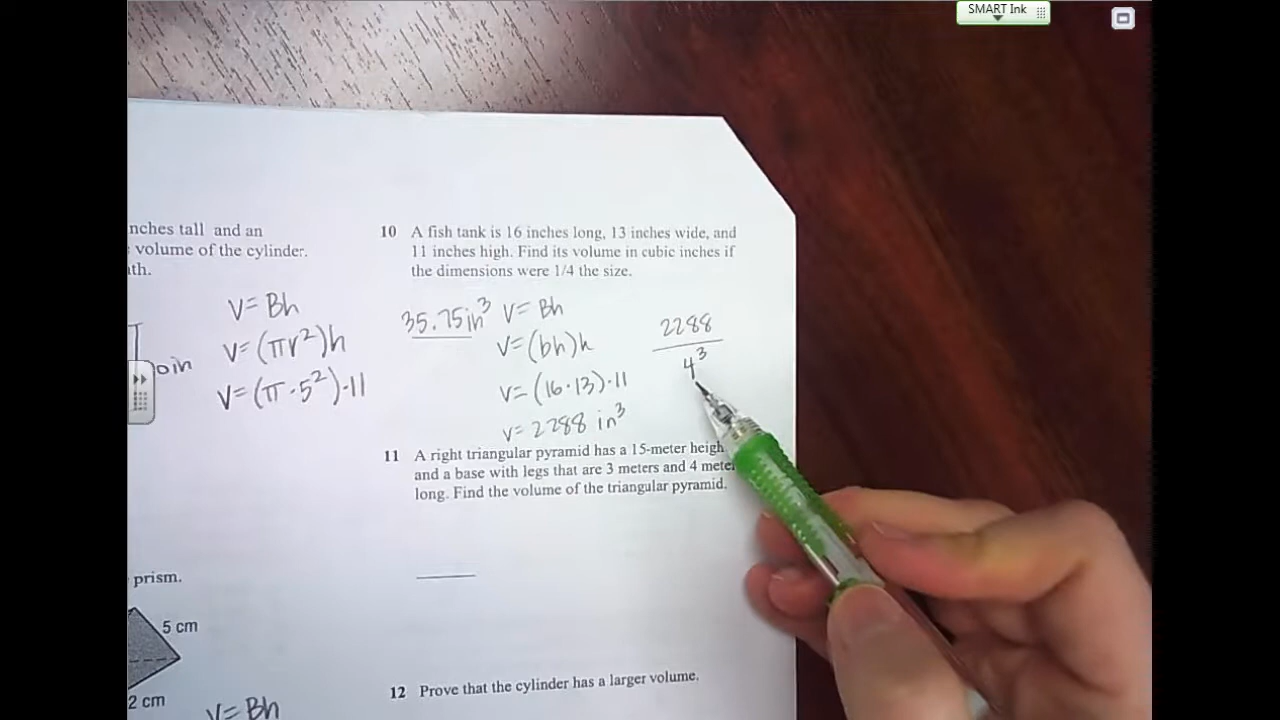 SMART Ink
nches tall and an
volume of the cylinder.
ath.
V=Bh
V=(πr²)h
V=(π·5²)·11
oin
10 A fish tank is 16 inches long, 13 inches wide, and
11 inches high. Find its volume in cubic inches if
the dimensions were 1/4 the size.
35.75in³
V=Bh
V=(bh)h
V=(16·13)·11
V=2288 in³
2288
4³
11 A right triangular pyramid has a 15-meter heigh
and a base with legs that are 3 meters and 4 meter
long. Find the volume of the triangular pyramid.
prism.
5 cm
2 cm
V=Bh
12 Prove that the cylinder has a larger volume.